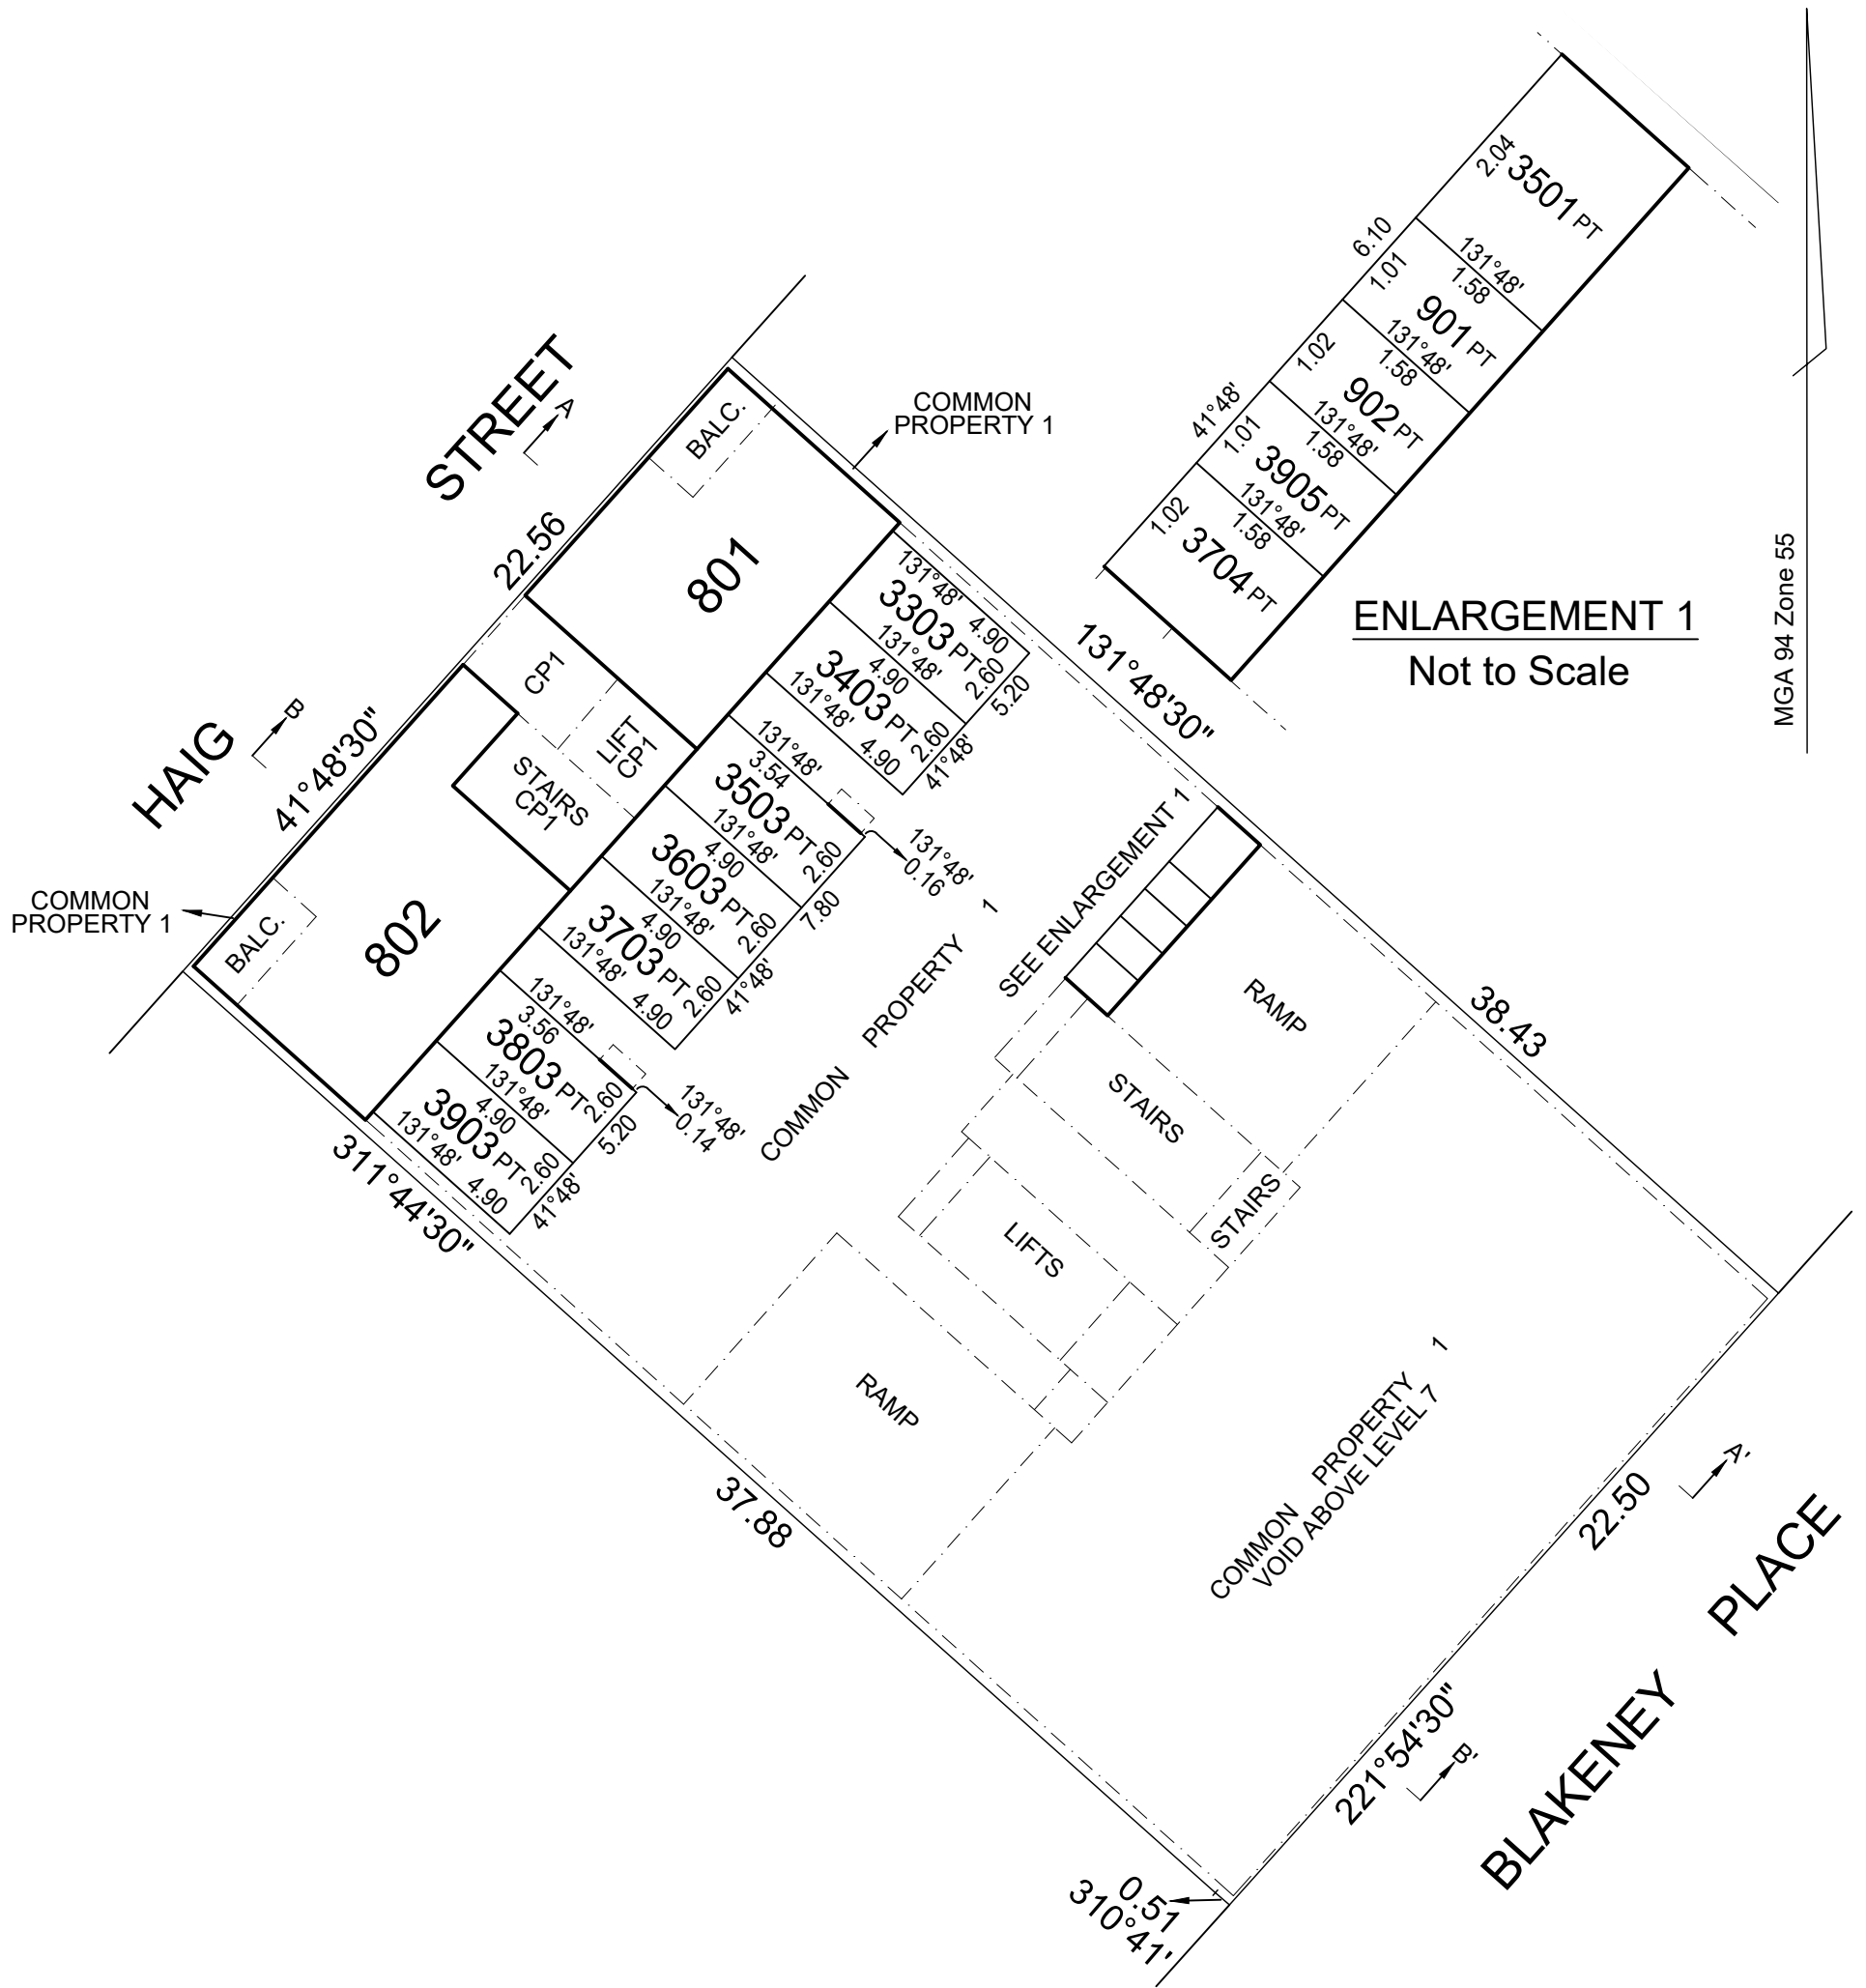 2.04
3501 PT
6.10
131°48'
1.58
1.01
901 PT
131°48'
1.58
1.02
902 PT
131°48'
1.58
41°48'
1.01
3905 PT
131°48'
1.58
1.02
3704 PT
ENLARGEMENT 1
Not to Scale
MGA 94 Zone 55
HAIG STREET
A
B
22.56
41°48'30"
COMMON
PROPERTY 1
COMMON
PROPERTY 1
BALC.
801
CP1
LIFT
CP1
STAIRS
CP1
BALC.
802
131°48'
4.90
3303 PT
2.60
131°48'
4.90
5.20
3403 PT
2.60
131°48'
4.90
41°48'
131°48'
3.54
3503 PT
2.60
131°48'
0.16
131°48'
4.90
7.80
3603 PT
2.60
131°48'
4.90
3703 PT
2.60
131°48'
4.90
41°48'
131°48'
3.56
3803 PT
2.60
131°48'
0.14
131°48'
4.90
5.20
3903 PT
2.60
131°48'
4.90
41°48'
131°48'30"
38.43
SEE ENLARGEMENT 1
COMMON PROPERTY 1
RAMP
STAIRS
STAIRS
LIFTS
RAMP
COMMON PROPERTY 1
VOID ABOVE LEVEL 7
311°44'30"
37.88
22.50
221°54'30"
A'
B'
0.51
310°41'
BLAKENEY PLACE